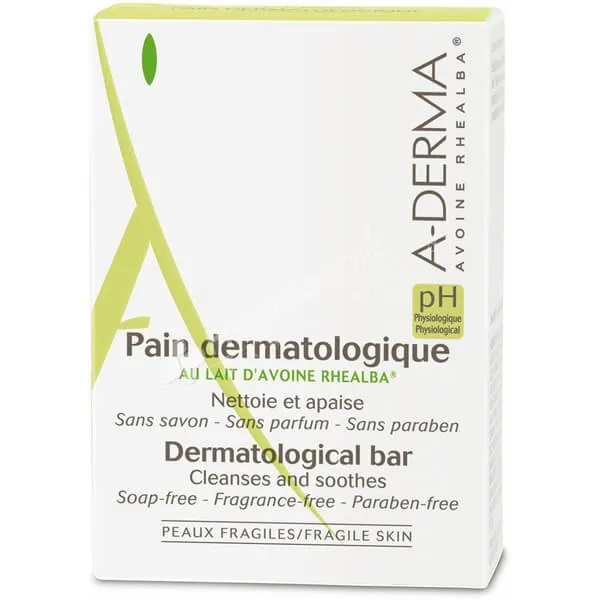 A-DERMA®
AVOINE RHEALBA®
pH
Physiologique
Physiological
Pain dermatologique
AU LAIT D'AVOINE RHEALBA®
Nettoie et apaise
Sans savon - Sans parfum - Sans paraben
Dermatological bar
Cleanses and soothes
Soap-free - Fragrance-free - Paraben-free
PEAUX FRAGILES/FRAGILE SKIN